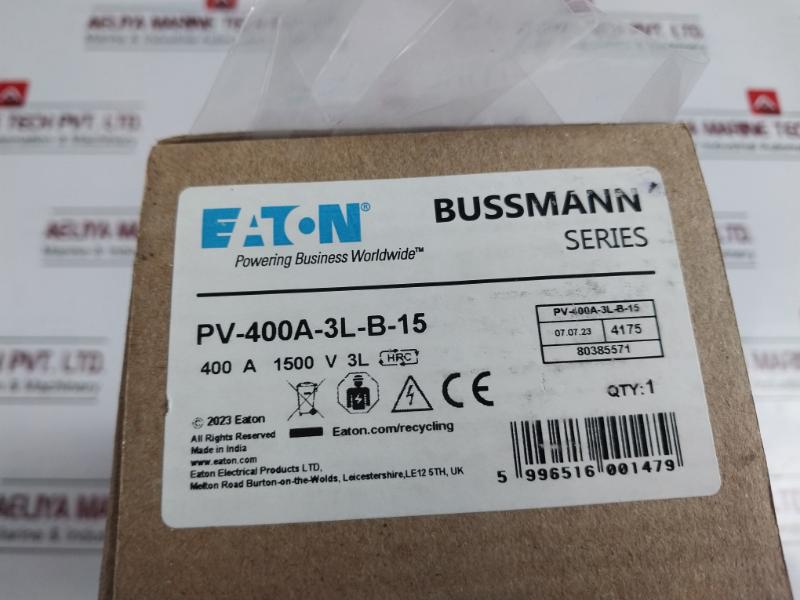 EATON®
Powering Business Worldwide™
BUSSMANN
SERIES
PV-400A-3L-B-15
400 A 1500 V 3L HRC
PV-400A-3L-B-15
07.07.23 4175
80385571
QTY:1
CE
© 2023 Eaton
All Rights Reserved
Made in India
www.eaton.com
Eaton.com/recycling
Eaton Electrical Products LTD,
Melton Road Burton-on-the-Wolds, Leicestershire,LE12 5TH, UK
5 996516 001479